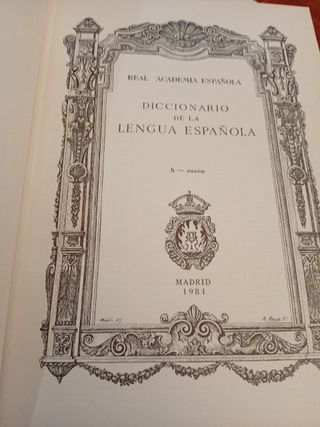 REAL ACADEMIA ESPAÑOLA
DICCIONARIO
DE LA
LENGUA ESPAÑOLA
h — zuzón
MADRID
1984